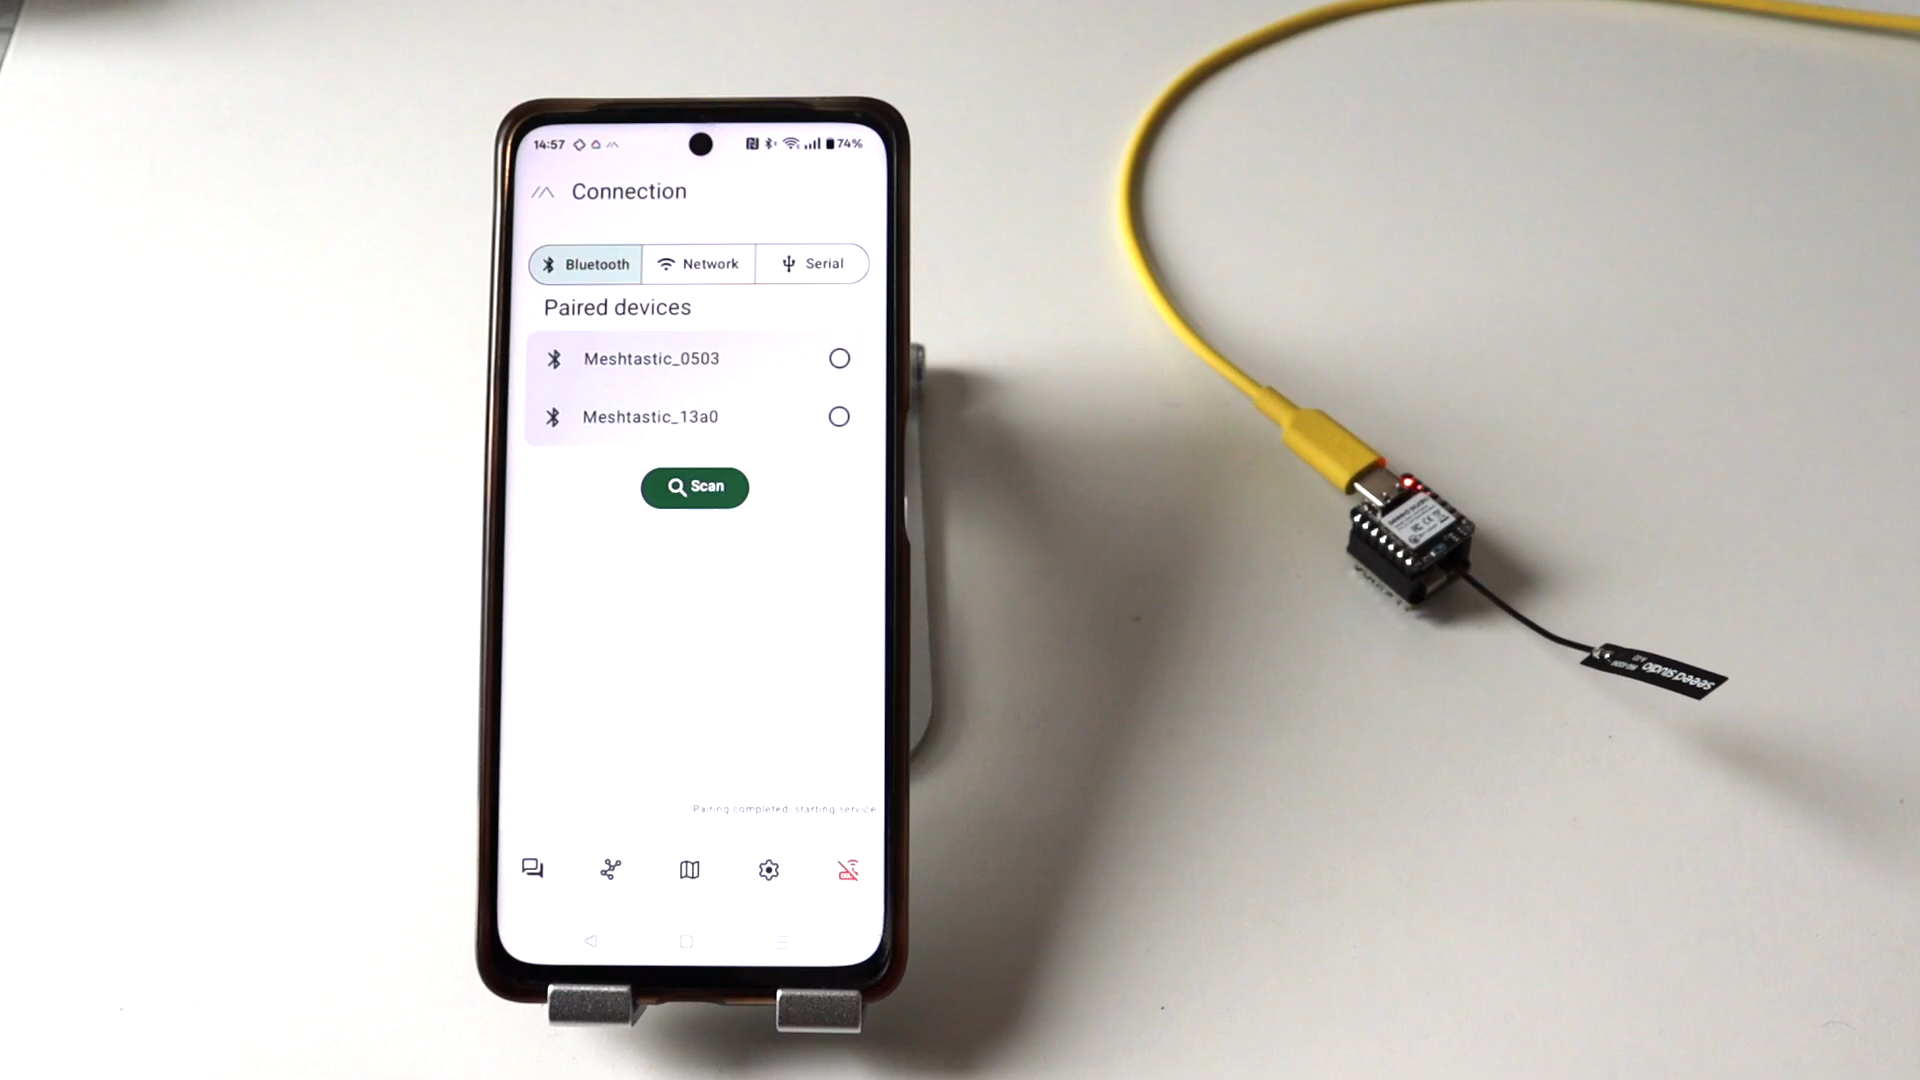 14:57 74%
Connection
Bluetooth Network Serial
Paired devices
Meshtastic_0503
Meshtastic_13a0
Scan
Pairing completed, starting service
seeed studio